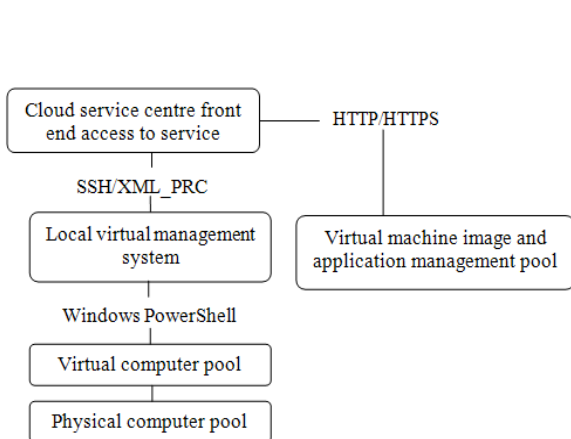 Cloud service centre front
end access to service
HTTP/HTTPS
SSH/XML_PRC
Local virtual management
system
Virtual machine image and
application management pool
Windows PowerShell
Virtual computer pool
Physical computer pool